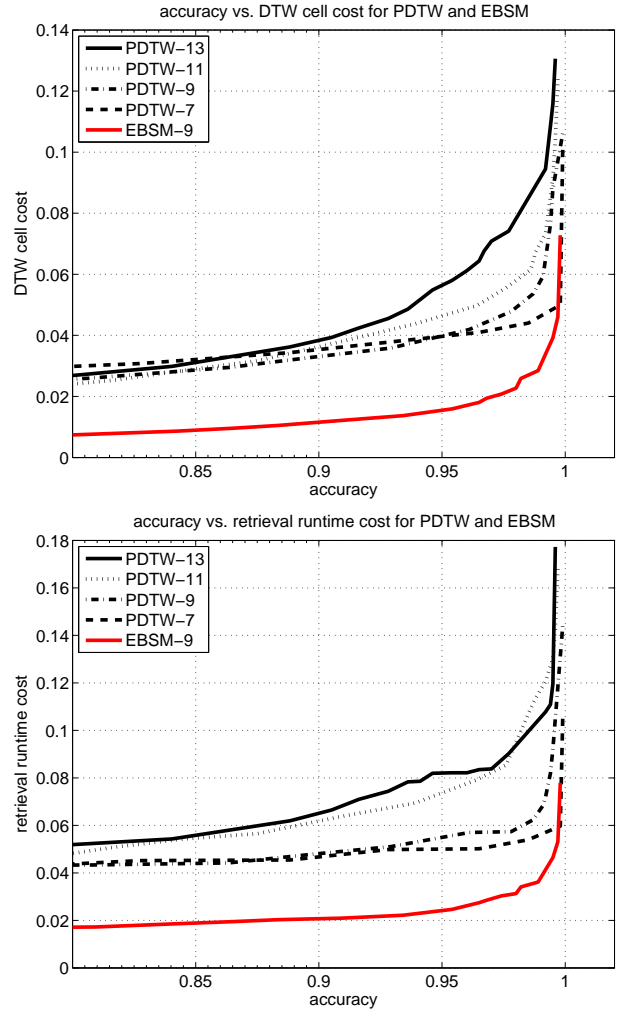 accuracy vs. DTW cell cost for PDTW and EBSM
0.14
0.12
0.1
0.08
0.06
0.04
0.02
0
DTW cell cost
PDTW−13
PDTW−11
PDTW−9
PDTW−7
EBSM−9
0.85 0.9 0.95 1
accuracy
accuracy vs. retrieval runtime cost for PDTW and EBSM
0.18
0.16
0.14
0.12
0.1
0.08
0.06
0.04
0.02
0
retrieval runtime cost
PDTW−13
PDTW−11
PDTW−9
PDTW−7
EBSM−9
0.85 0.9 0.95 1
accuracy